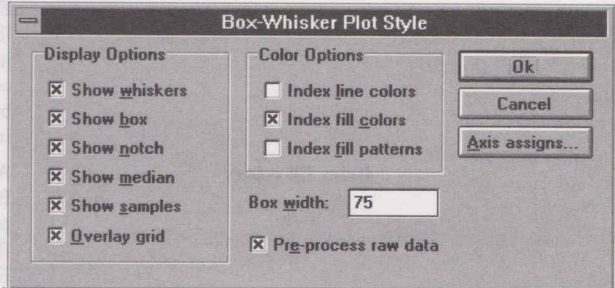 Box-Whisker Plot Style
Display Options
Show whiskers
Show box
Show notch
Show median
Show samples
Overlay grid
Color Options
Index line colors
Index fill colors
Index fill patterns
Box width: 75
Pre-process raw data
Ok
Cancel
Axis assigns...